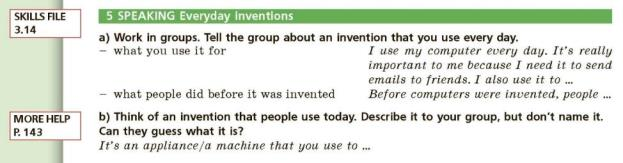 SKILLS FILE
3.14
5 SPEAKING Everyday inventions
a) Work in groups. Tell the group about an invention that you use every day.
– what you use it for
I use my computer every day. It's really
important to me because I need it to send
emails to friends. I also use it to ...
– what people did before it was invented
Before computers were invented, people ...
MORE HELP
P. 143
b) Think of an invention that people use today. Describe it to your group, but don't name it.
Can they guess what it is?
It's an appliance/a machine that you use to ...